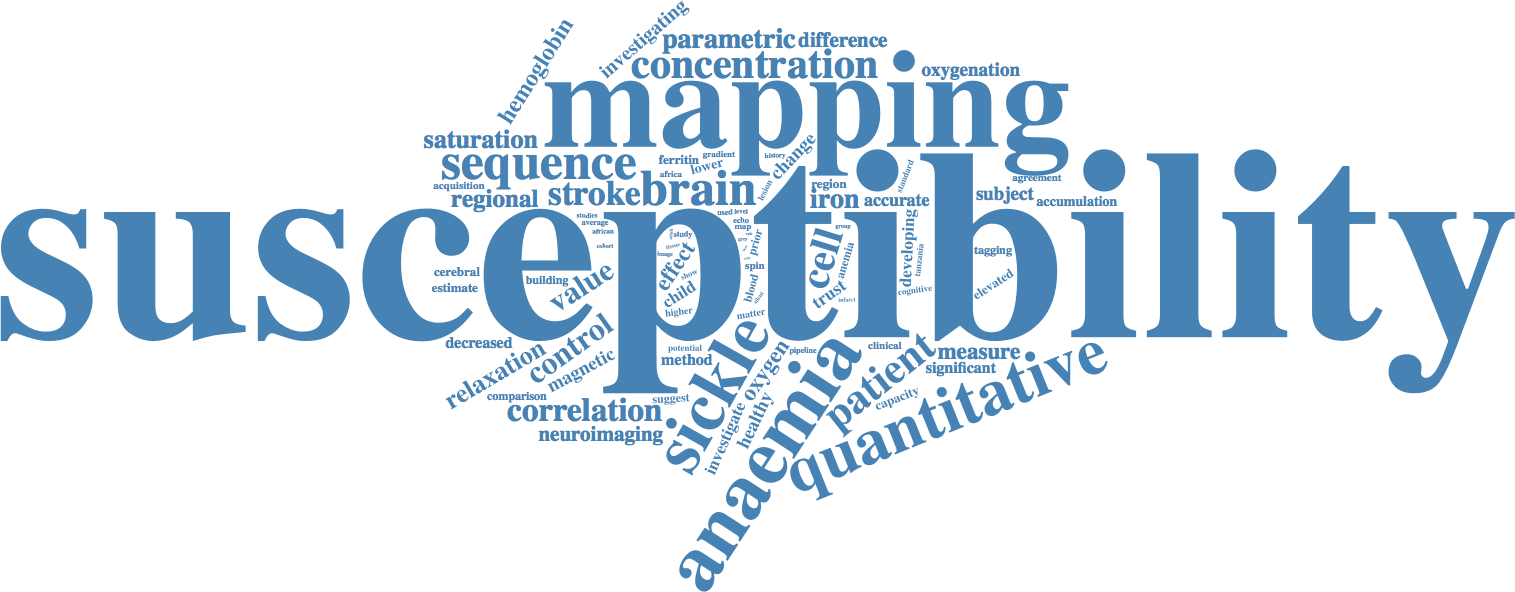 investigating
hemoglobin
parametric
difference
concentration
oxygenation
mapping
saturation
sequence
ferritin
gradient
history
change
lower
africa
acquisition
regional
stroke
brain
lesion
region
standard
agreement
iron
accurate
subject
accumulation
susceptibility
studies
average
african
cohort
used
level
echo
map
study
tissue
image
gray
prior
group
cell
anemia
developing
tanzania
tagging
effect
show
spin
cerebral
estimate
building
value
child
higher
blood
trust
infarct
cognitive
elevated
matter
decreased
control
relaxation
magnetic
comparison
potential
method
sickle
oxygen
pipeline
clinical
patient
measure
significant
suggest
correlation
neuroimaging
investigate
healthy
capacity
anaemia
quantitative